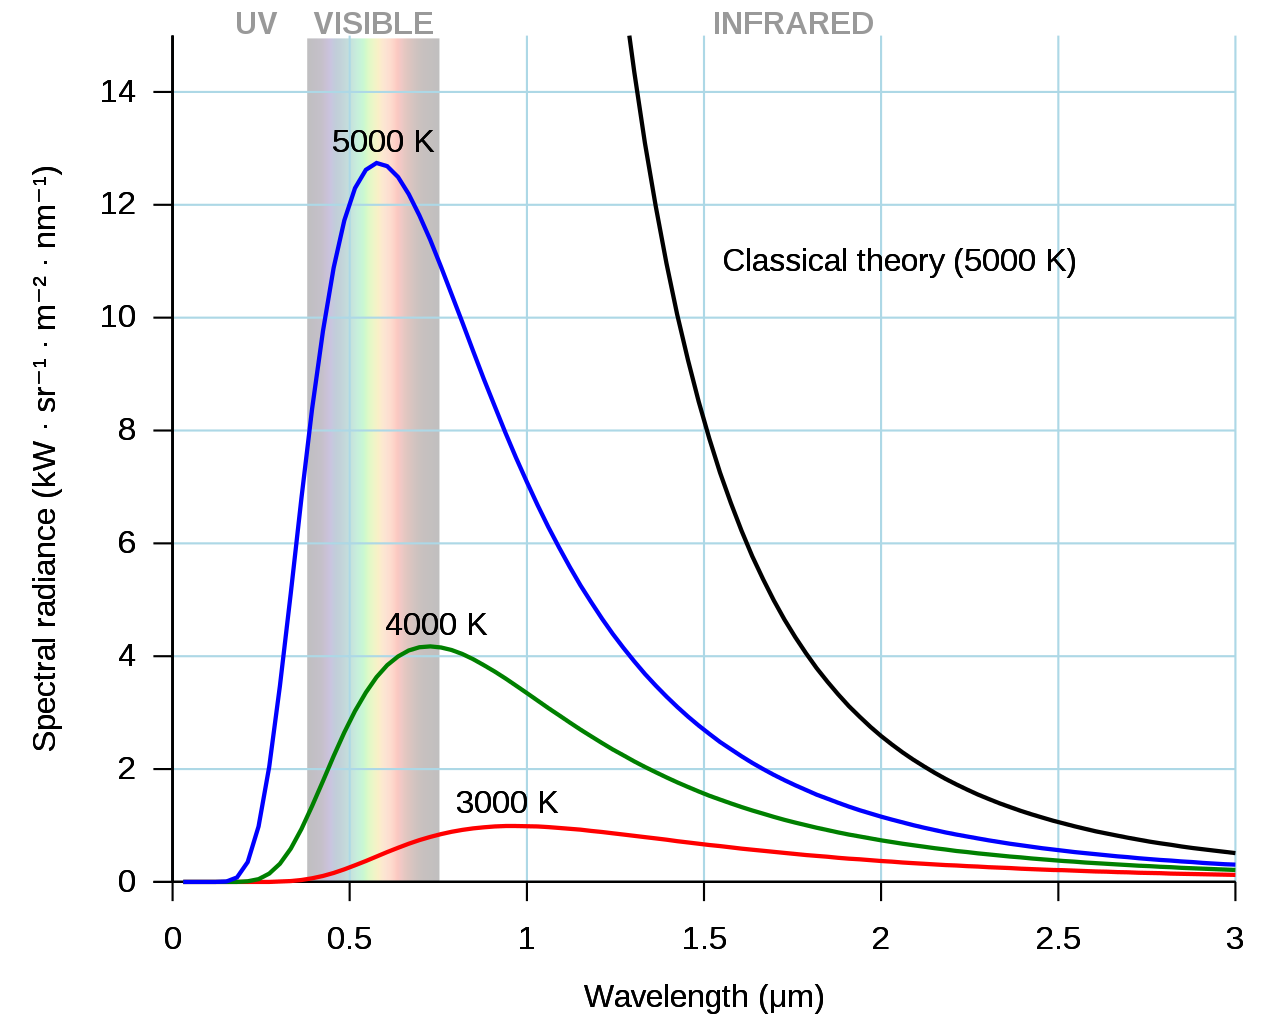 UV VISIBLE INFRARED
14
12
10
8
6
4
2
0
Spectral radiance (kW · sr⁻¹ · m⁻² · nm⁻¹)
5000 K
Classical theory (5000 K)
4000 K
3000 K
0 0.5 1 1.5 2 2.5 3
Wavelength (μm)